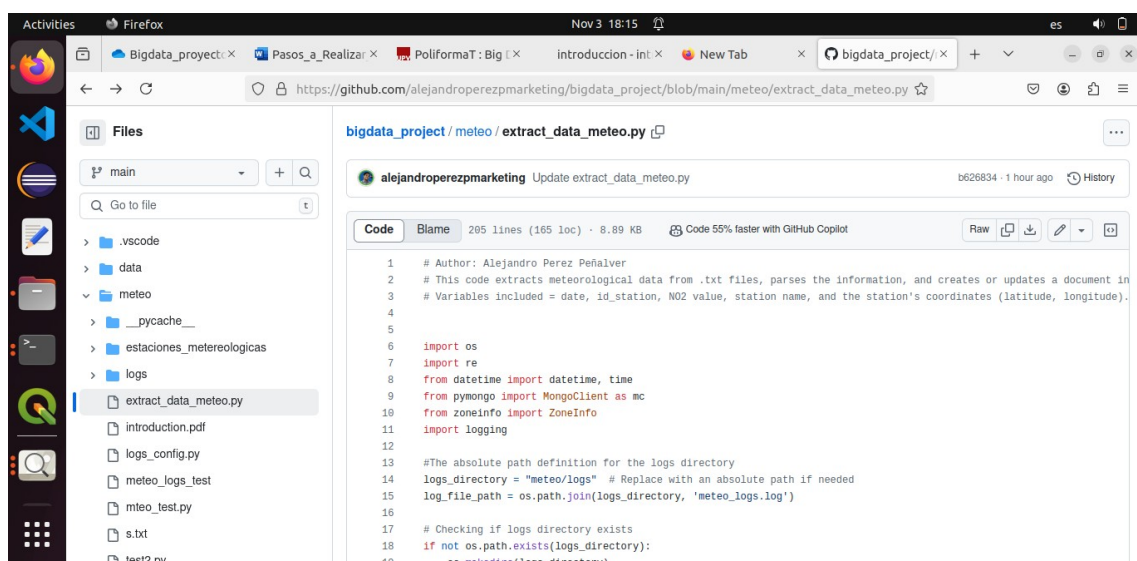 Activities Firefox Nov 3 18:15 es
Bigdata_proyecto Pasos_a_Realizar PoliformaT : Big introduccion - int New Tab bigdata_project/
https://github.com/alejandroperezpmarketing/bigdata_project/blob/main/meteo/extract_data_meteo.py
Files
main
Go to file t
.vscode
data
meteo
__pycache__
estaciones_metereologicas
logs
extract_data_meteo.py
introduction.pdf
logs_config.py
meteo_logs_test
mteo_test.py
s.txt
test2.py
bigdata_project / meteo / extract_data_meteo.py
alejandroperezpmarketing Update extract_data_meteo.py b626834 · 1 hour ago History
Code Blame 205 lines (165 loc) · 8.89 KB Code 55% faster with GitHub Copilot Raw
1 # Author: Alejandro Perez Peñalver
2 # This code extracts meteorological data from .txt files, parses the information, and creates or updates a document in
3 # Variables included = date, id_station, NO2 value, station name, and the station's coordinates (latitude, longitude).
4
5
6 import os
7 import re
8 from datetime import datetime, time
9 from pymongo import MongoClient as mc
10 from zoneinfo import ZoneInfo
11 import logging
12
13 #The absolute path definition for the logs directory
14 logs_directory = "meteo/logs" # Replace with an absolute path if needed
15 log_file_path = os.path.join(logs_directory, 'meteo_logs.log')
16
17 # Checking if logs directory exists
18 if not os.path.exists(logs_directory):
19 os.makedirs(logs_directory)